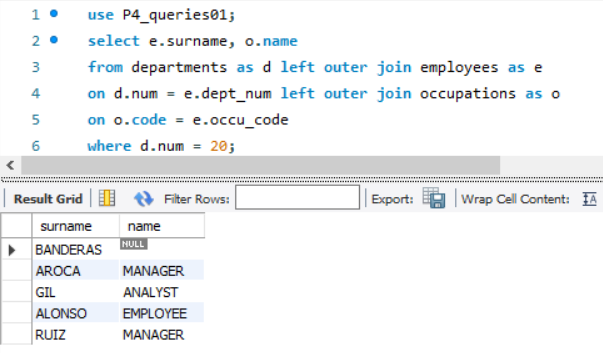 1 use P4_queries01;
2 select e.surname, o.name
3 from departments as d left outer join employees as e
4 on d.num = e.dept_num left outer join occupations as o
5 on o.code = e.occu_code
6 where d.num = 20;
Result Grid Filter Rows: Export: Wrap Cell Content: IA
surname name
BANDERAS NULL
AROCA MANAGER
GIL ANALYST
ALONSO EMPLOYEE
RUIZ MANAGER